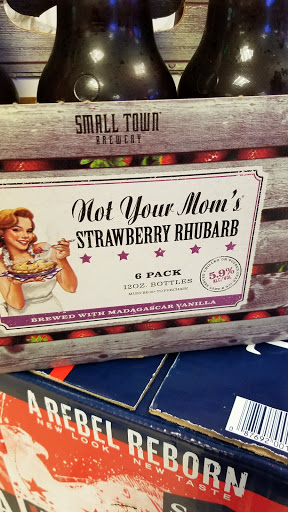 SMALL TOWN
BREWERY
Not Your Mom's
STRAWBERRY RHUBARB
6 PACK
12OZ. BOTTLES
5.9%
BREWED WITH MADAGASCAR VANILLA
A REBEL REBORN
NEW LOOK NEW TASTE